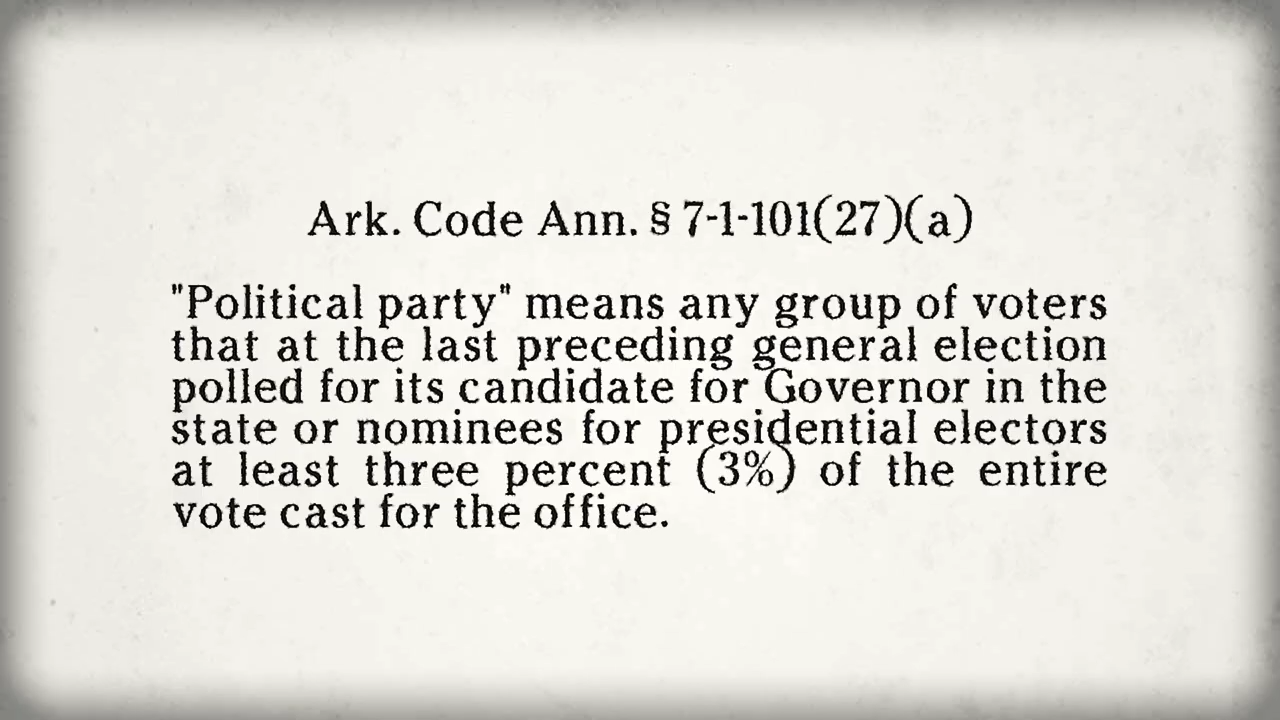 Ark. Code Ann. § 7-1-101(27)(a)
"Political party" means any group of voters
that at the last preceding general election
polled for its candidate for Governor in the
state or nominees for presidential electors
at least three percent (3%) of the entire
vote cast for the office.